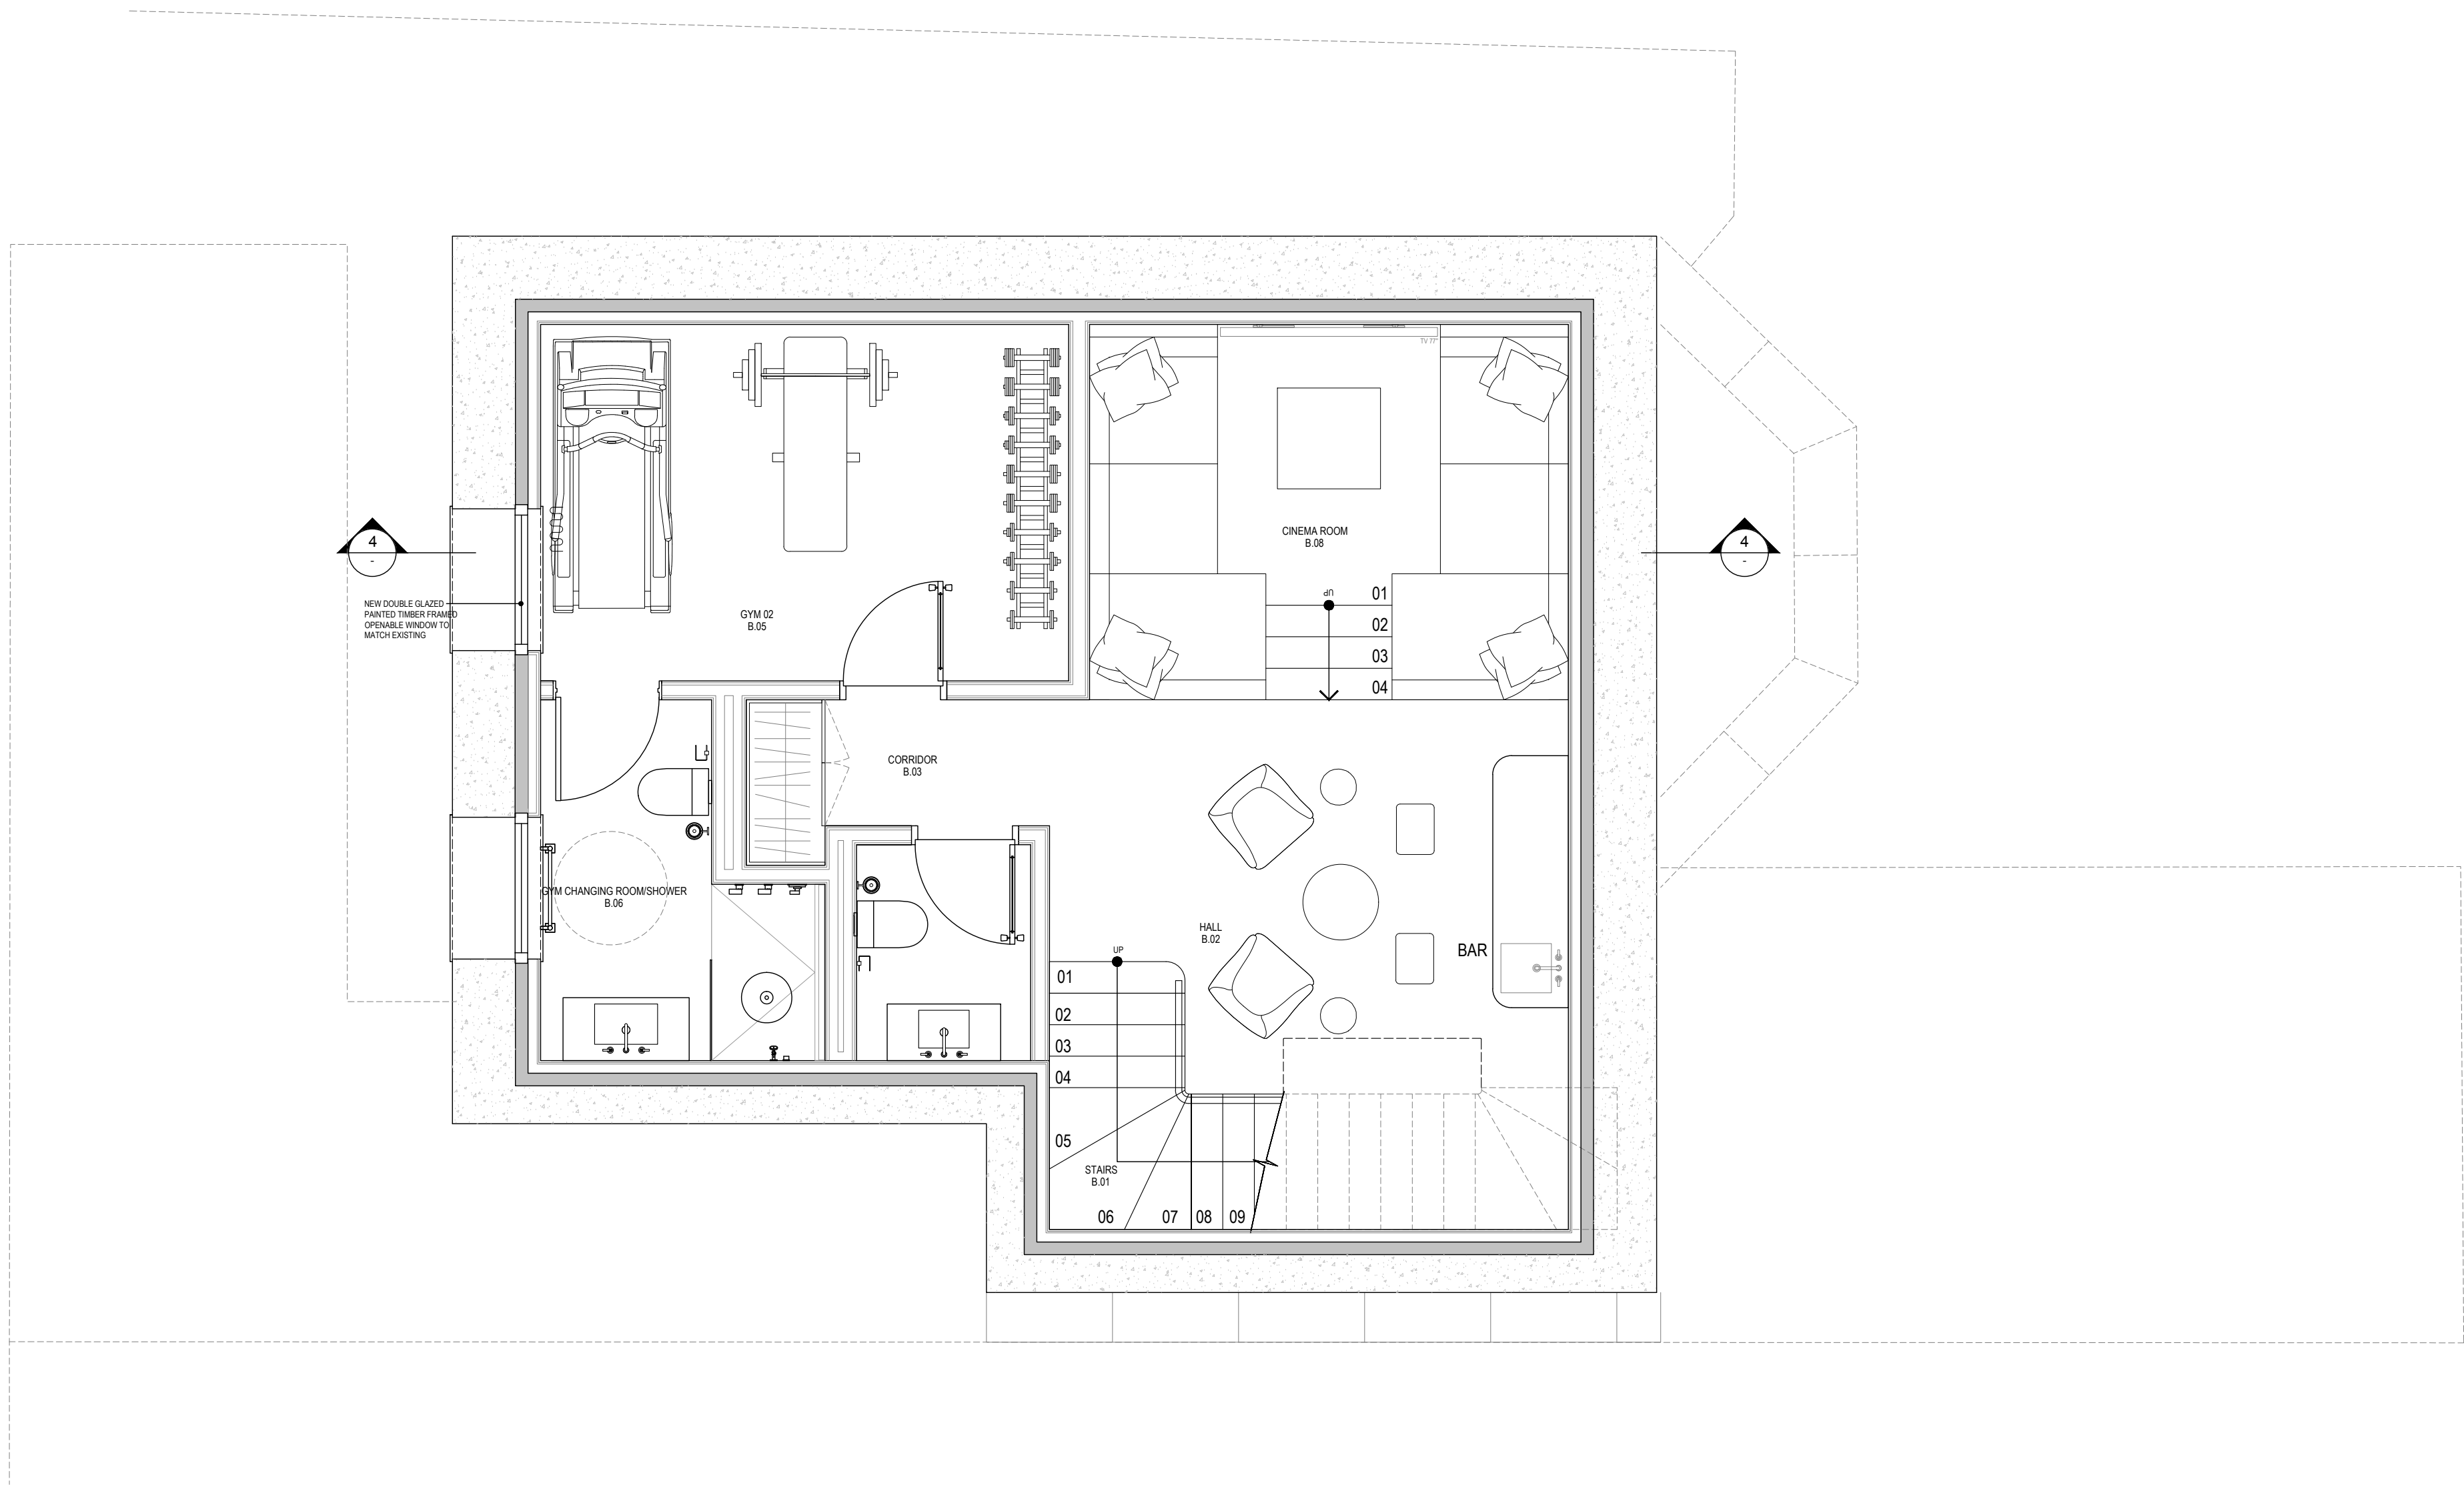 TV 77"
4
-
CINEMA ROOM
B.08
4
-
NEW DOUBLE GLAZED
PAINTED TIMBER FRAMED
OPENABLE WINDOW TO
MATCH EXISTING
GYM 02
B.05
UP
01
02
03
04
CORRIDOR
B.03
GYM CHANGING ROOM/SHOWER
B.06
HALL
B.02
BAR
UP
01
02
03
04
05
STAIRS
B.01
06
07
08
09